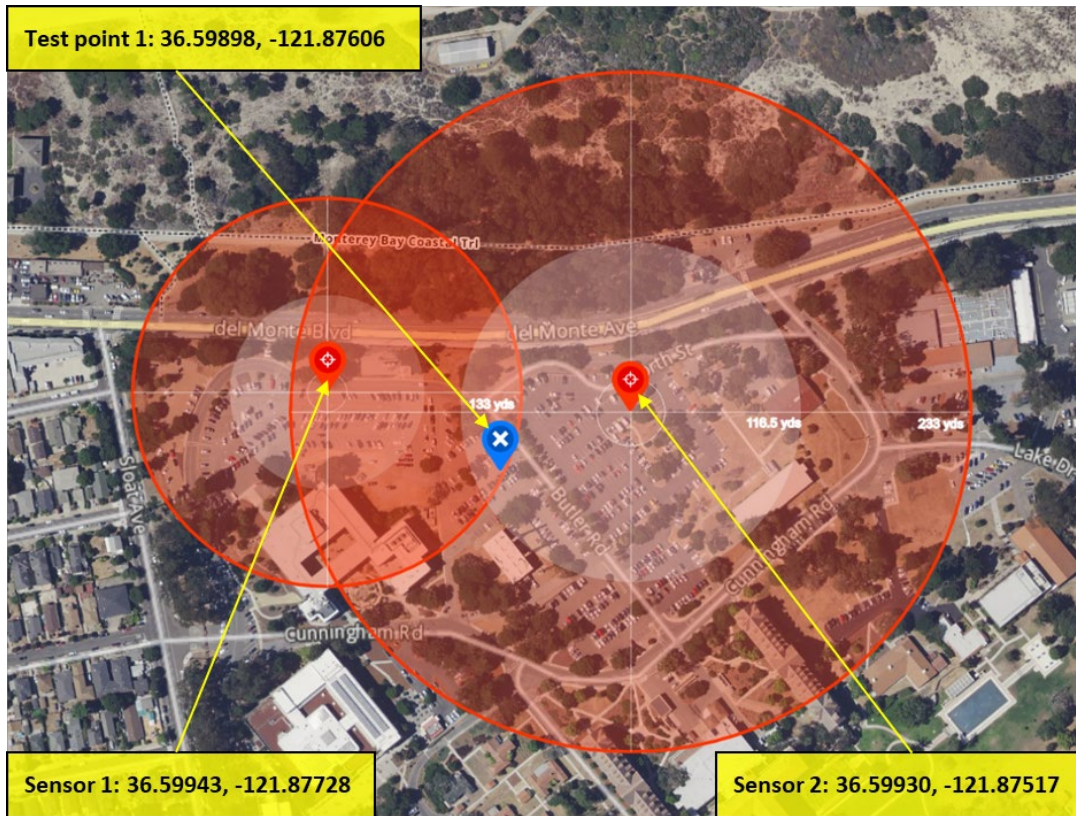 Test point 1: 36.59898, -121.87606
Monterey Bay Coastal Trl
del Monte Blvd
del Monte Ave
North St
133 yds
116.5 yds
233 yds
Lake Dr
Sloat Ave
Butler Rd
Cunningham Rd
Cunningham Rd
Sensor 1: 36.59943, -121.87728
Sensor 2: 36.59930, -121.87517